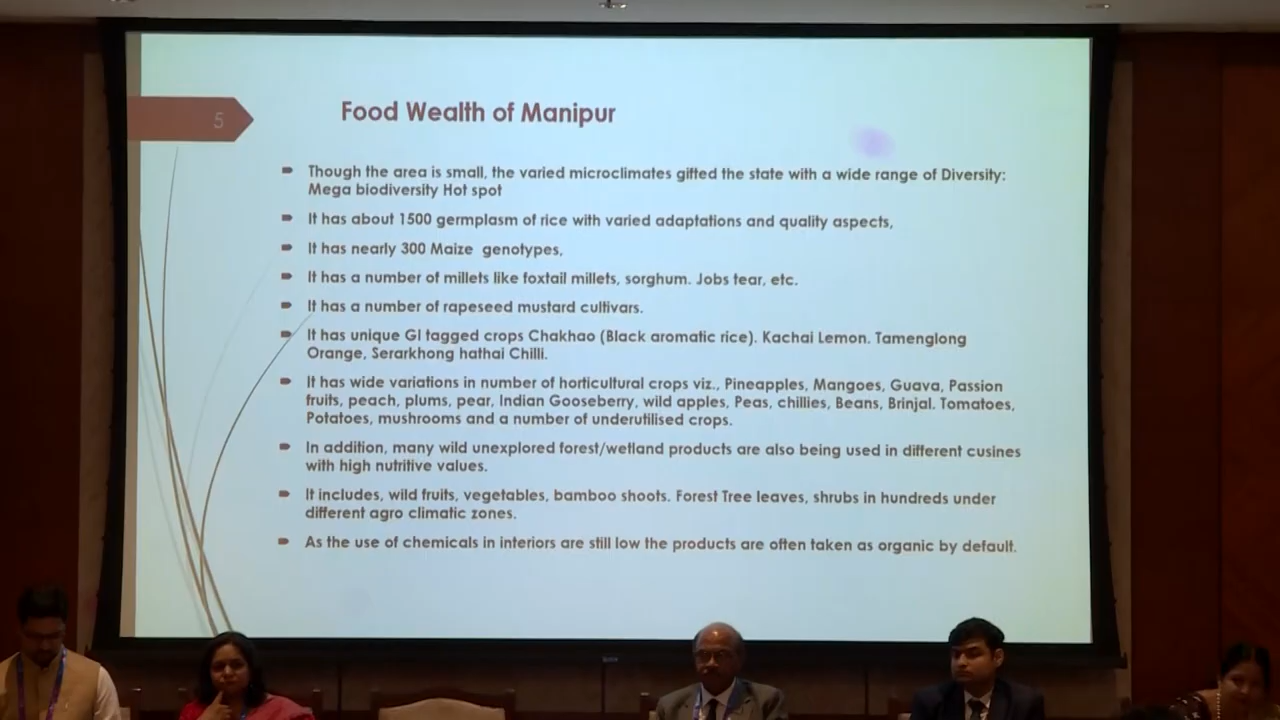 5
Food Wealth of Manipur
Though the area is small, the varied microclimates gifted the state with a wide range of Diversity:
Mega biodiversity Hot spot
It has about 1500 germplasm of rice with varied adaptations and quality aspects,
It has nearly 300 Maize genotypes,
It has a number of millets like foxtail millets, sorghum. Jobs tear, etc.
It has a number of rapeseed mustard cultivars.
It has unique GI tagged crops Chakhao (Black aromatic rice). Kachai Lemon. Tamenglong
Orange, Serarkhong hathai Chilli.
It has wide variations in number of horticultural crops viz., Pineapples, Mangoes, Guava, Passion
fruits, peach, plums, pear, Indian Gooseberry, wild apples, Peas, chillies, Beans, Brinjal. Tomatoes,
Potatoes, mushrooms and a number of underutilised crops.
In addition, many wild unexplored forest/wetland products are also being used in different cusines
with high nutritive values.
It includes, wild fruits, vegetables, bamboo shoots. Forest Tree leaves, shrubs in hundreds under
different agro climatic zones.
As the use of chemicals in interiors are still low the products are often taken as organic by default.